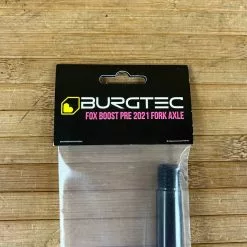 BURGTEC
FOX BOOST PRE 2021 FORK AXLE